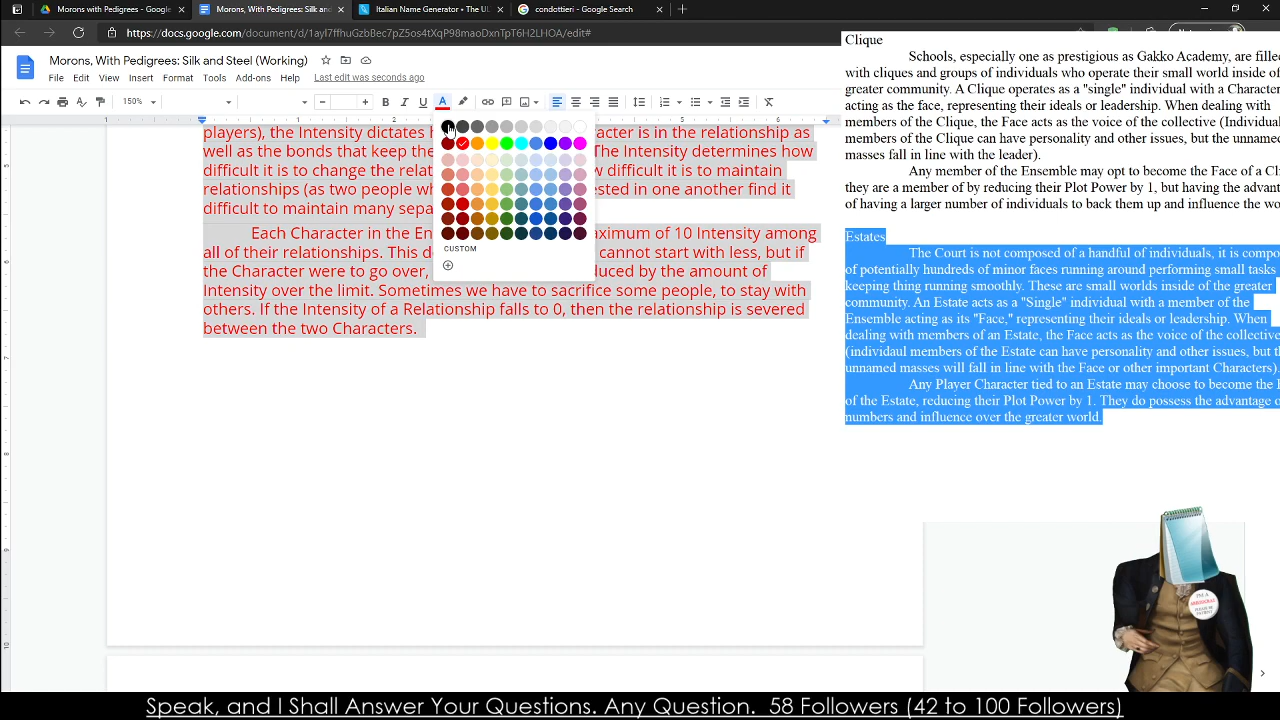 Morons with Pedigrees - Google
Morons, With Pedigrees: Silk and
Italian Name Generator • The UL
condottieri - Google Search
https://docs.google.com/document/d/1ayI7ffhuGzbBec7pZ5os4tXqP98maoDxnTpT6H2LHOA/edit#
Morons, With Pedigrees: Silk and Steel (Working)
File Edit View Insert Format Tools Add-ons Help Last edit was seconds ago
150%
CUSTOM
players), the Intensity dictates
acter is in the relationship as
well as the bonds that keep the
The Intensity determines how
difficult it is to change the
difficult it is to maintain
relationships (as two people
ested in one another find it
difficult to maintain many
Each Character in the
aximum of 10 Intensity among
all of their relationships. This
cannot start with less, but if
the Character were to go over,
duced by the amount of
Intensity over the limit. Sometimes we have to sacrifice some people, to stay with
others. If the Intensity of a Relationship falls to 0, then the relationship is severed
between the two Characters.
Clique
Schools, especially one as prestigious as Gakko Academy, are fille
with cliques and groups of individuals who operate their small world inside of
greater community. A Clique operates as a "single" individual with a Character
acting as the face, representing their ideals or leadership. When dealing with
members of the Clique, the Face acts as the voice of the collective (Individual
members of the Clique can have personality and other issues, but the unnamed
masses fall in line with the leader).
Any member of the Ensemble may opt to become the Face of a Cli
they are a member of by reducing their Plot Power by 1, but having the advanta
of having a larger number of individuals to back them up and influence the wo
Estates
The Court is not composed of a handful of individuals, it is compo
of potentially hundreds of minor faces running around performing small tasks
keeping thing running smoothly. These are small worlds inside of the greater
community. An Estate acts as a "Single" individual with a member of the
Ensemble acting as its "Face," representing their ideals or leadership. When
dealing with members of an Estate, the Face acts as the voice of the collective
(individaul members of the Estate can have personality and other issues, but th
unnamed masses will fall in line with the Face or other important Characters).
Any Player Character tied to an Estate may choose to become the
of the Estate, reducing their Plot Power by 1. They do possess the advantage o
numbers and influence over the greater world.
I'M A
Speak, and I Shall Answer Your Questions. Any Question. 58 Followers (42 to 100 Followers)